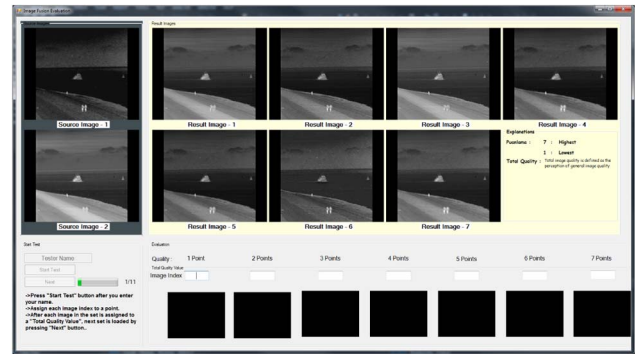 Image Fusion Evaluation
Result Images
Source Image - 1
Result Image - 1
Result Image - 2
Result Image - 3
Result Image - 4
Explanations
7 : Highest
1 : Lowest
Total Quality : Total image quality is defined as the
perception of general image quality
Source Image - 2
Result Image - 5
Result Image - 6
Result Image - 7
Start Test
Tester Name
Start Test
Next
1/11
->Press "Start Test" button after you enter
your name.
->Assign each image index to a point.
->After each image in the set is assigned to
a "Total Quality Value", next set is loaded by
pressing "Next" button..
Evaluation
Quality : 1 Point 2 Points 3 Points 4 Points 5 Points 6 Points 7 Points
Total Quality Value
Image Index